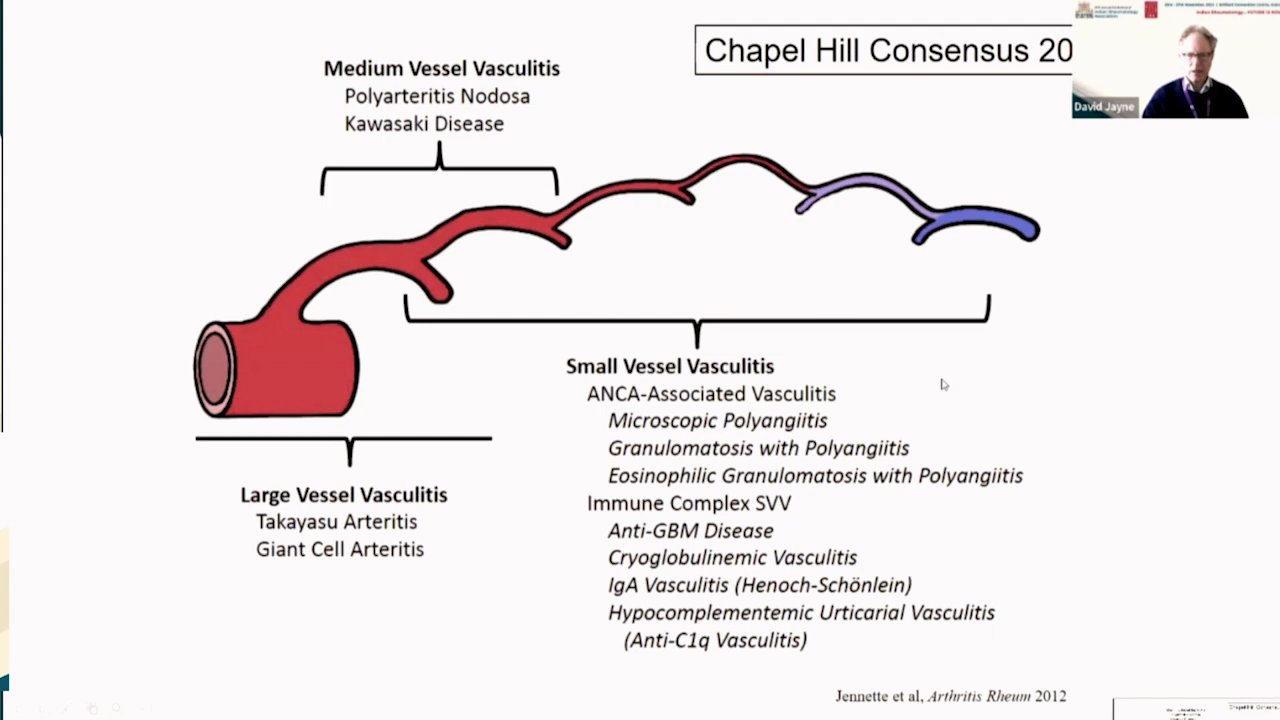 Chapel Hill Consensus 20
David Jayne
Medium Vessel Vasculitis
Polyarteritis Nodosa
Kawasaki Disease
Small Vessel Vasculitis
ANCA-Associated Vasculitis
Microscopic Polyangiitis
Granulomatosis with Polyangiitis
Eosinophilic Granulomatosis with Polyangiitis
Immune Complex SVV
Anti-GBM Disease
Cryoglobulinemic Vasculitis
IgA Vasculitis (Henoch-Schönlein)
Hypocomplementemic Urticarial Vasculitis
(Anti-C1q Vasculitis)
Large Vessel Vasculitis
Takayasu Arteritis
Giant Cell Arteritis
Jennette et al, Arthritis Rheum 2012